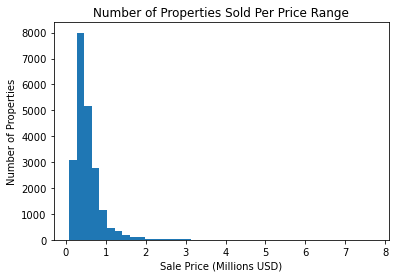 Number of Properties Sold Per Price Range
8000
7000
6000
5000
4000
3000
2000
1000
0
Number of Properties
0 1 2 3 4 5 6 7 8
Sale Price (Millions USD)